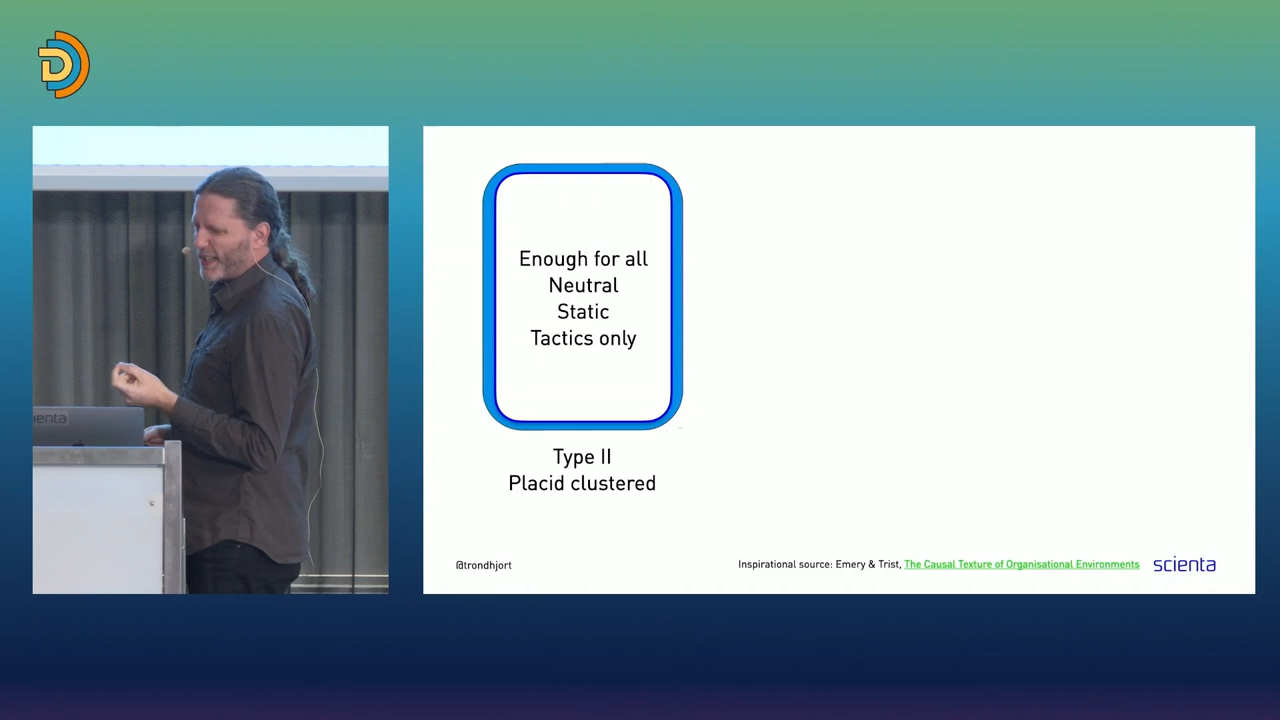 D
Enough for all
Neutral
Static
Tactics only
Type II
Placid clustered
ienta
@trondhjort
Inspirational source: Emery & Trist, The Causal Texture of Organisational Environments
scienta